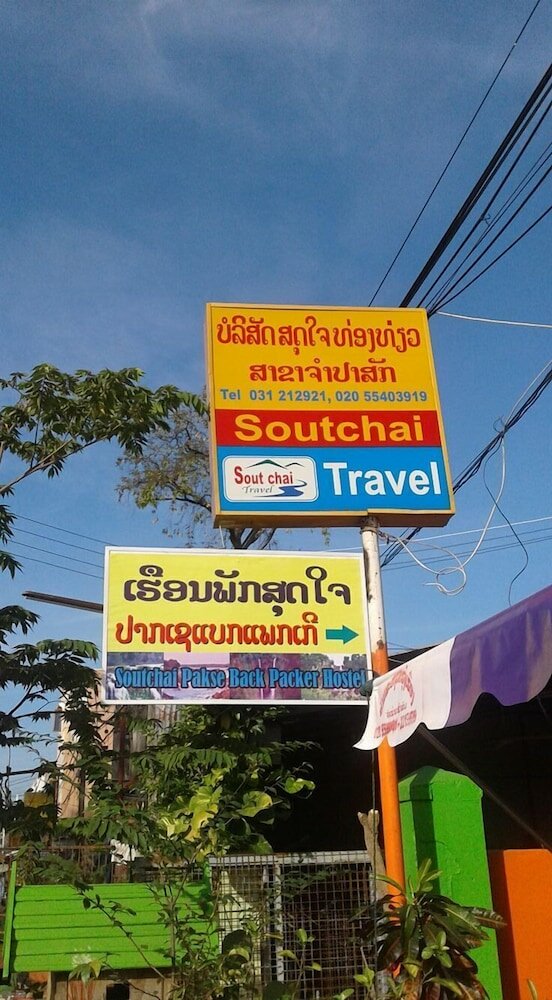 ບໍລິສັດ ສຸດໃຈ ທ່ອງທ່ຽວ
ສາຂາຈຳປາສັກ
Tel 031 212921, 020 55403919
Soutchai
Sout chai
Travel
Travel
ເຮືອນພັກສຸດໃຈ
ປາກເຊແບກແພກເກີ
Soutchai Pakse Back Packer Hostel